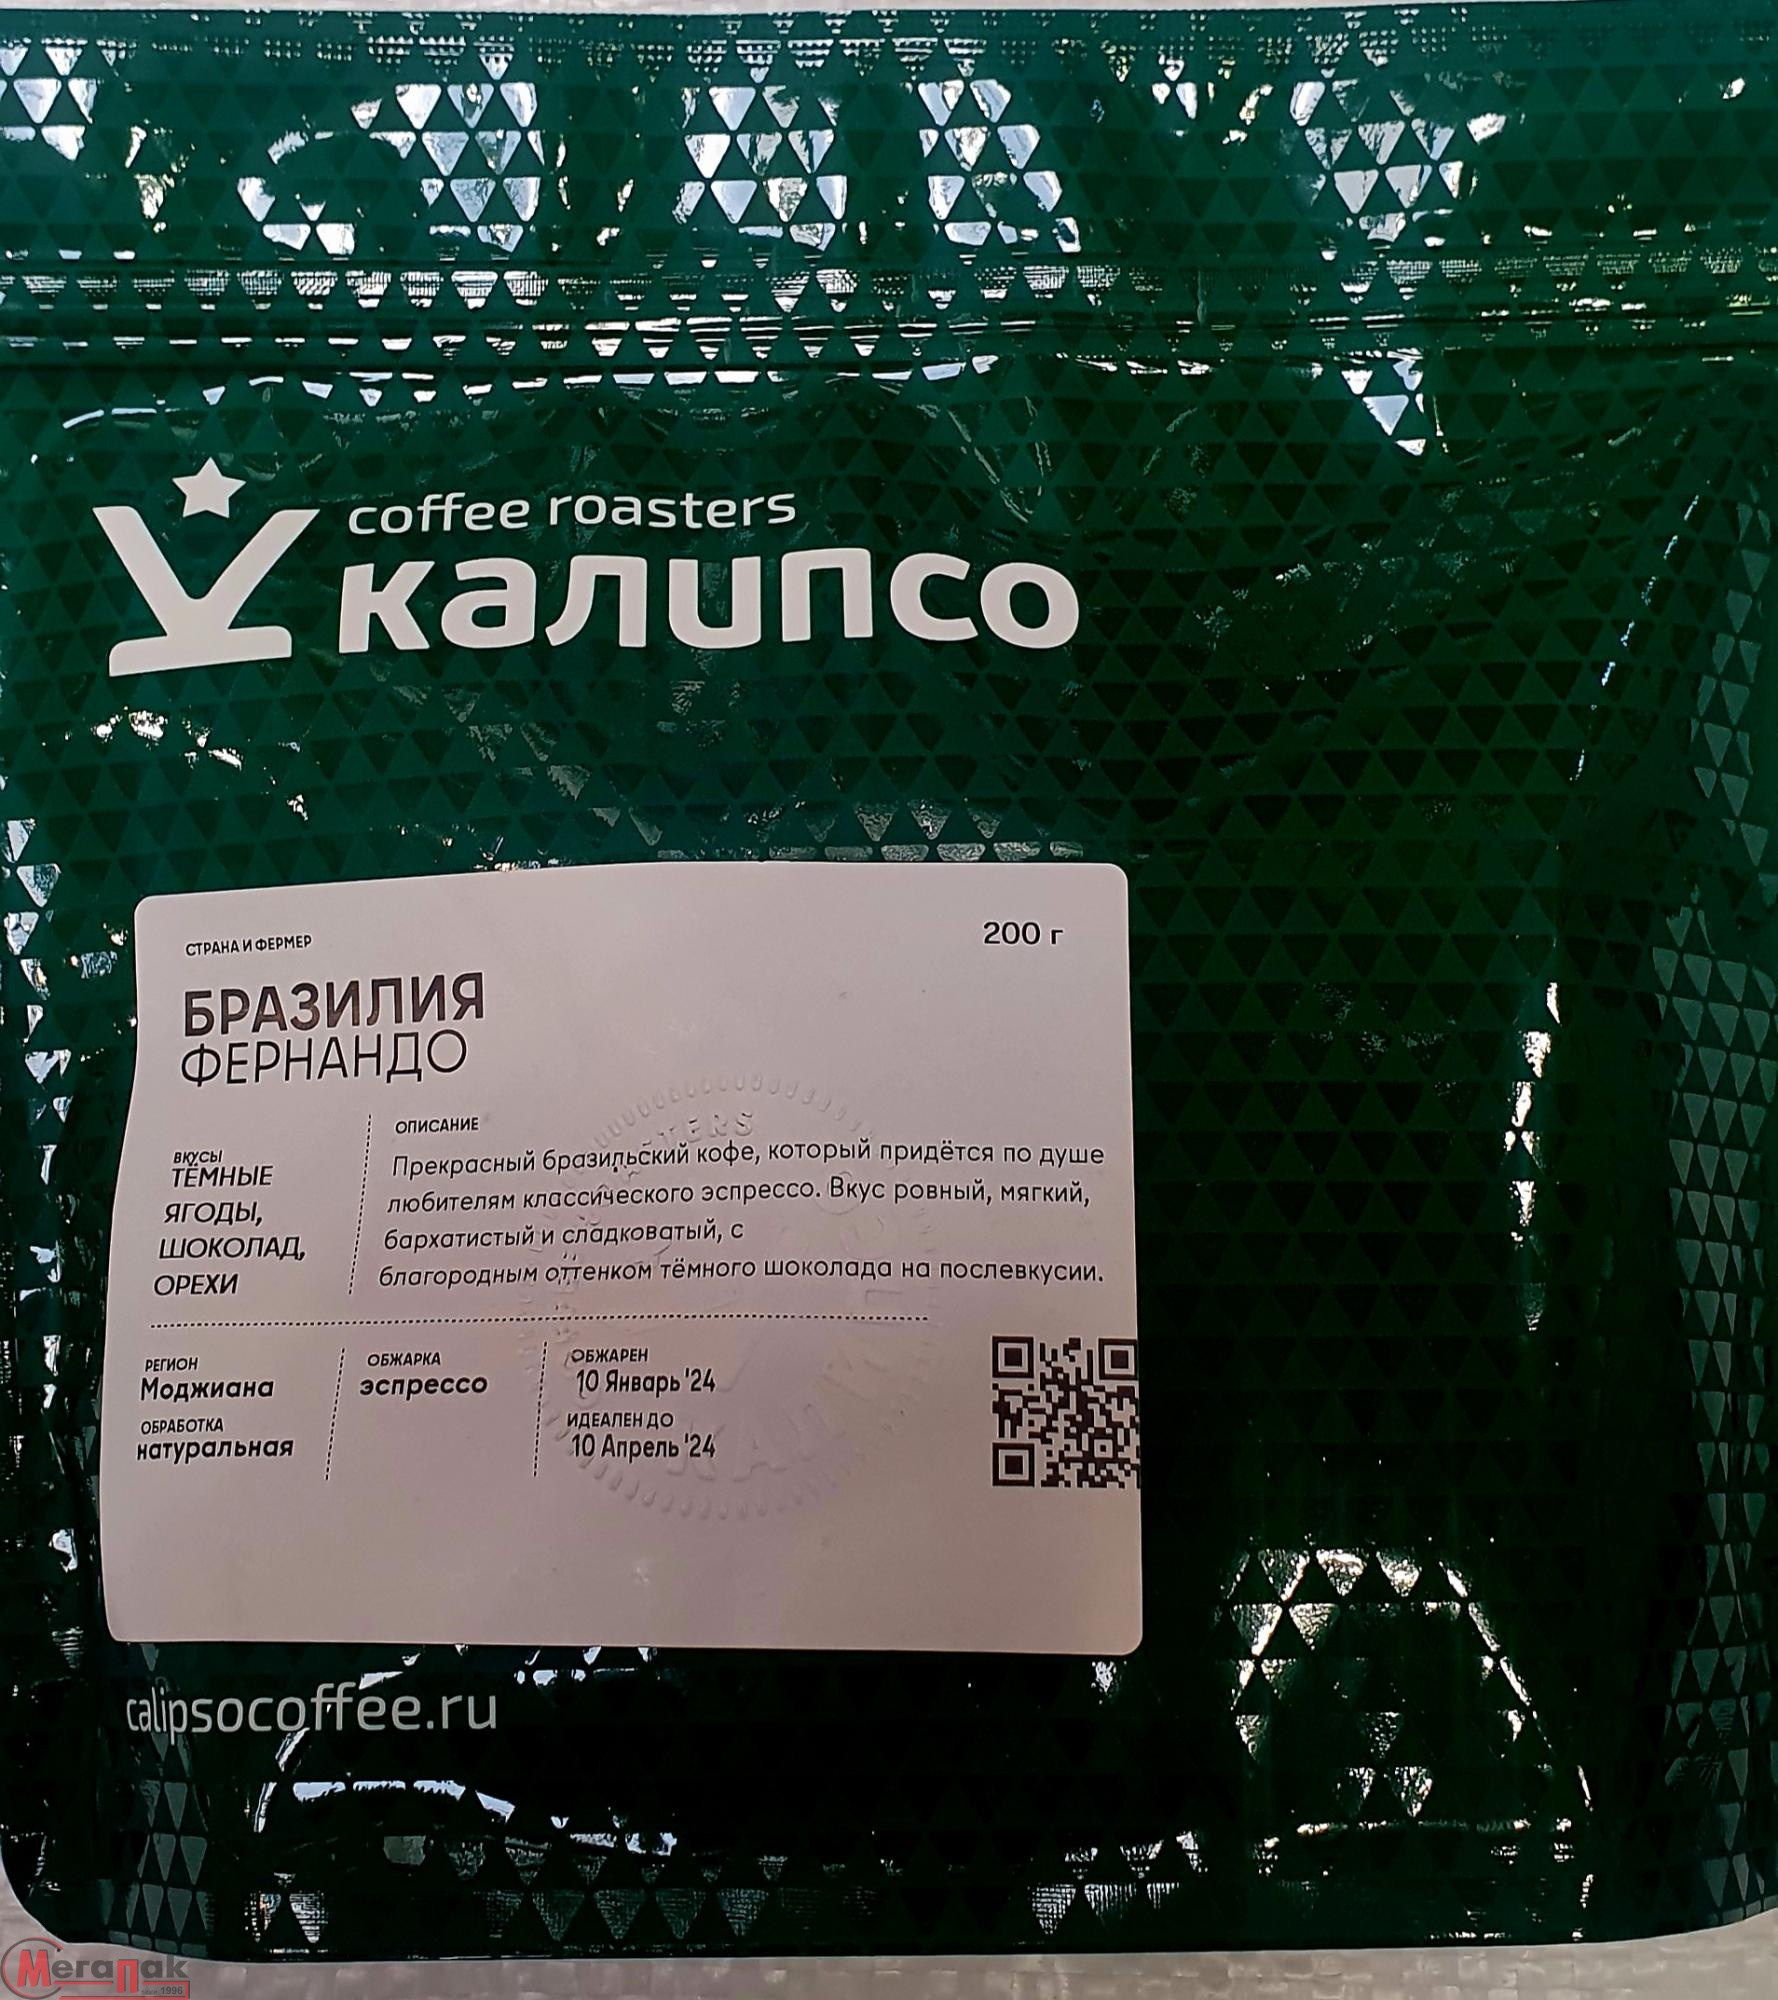 coffee roasters
калипсо
СТРАНА И ФЕРМЕР
200 г
БРАЗИЛИЯ
ФЕРНАНДО
ВКУСЫ
ТЁМНЫЕ
ЯГОДЫ,
ШОКОЛАД,
ОРЕХИ
ОПИСАНИЕ
Прекрасный бразильский кофе, который придётся по душе
любителям классического эспрессо. Вкус ровный, мягкий,
бархатистый и сладковатый, с
благородным оттенком тёмного шоколада на послевкусии.
РЕГИОН
Моджиана
ОБРАБОТКА
натуральная
ОБЖАРКА
эспрессо
ОБЖАРЕН
10 Январь '24
ИДЕАЛЕН ДО
10 Апрель '24
calipsocoffee.ru
МегаПак
since 1996